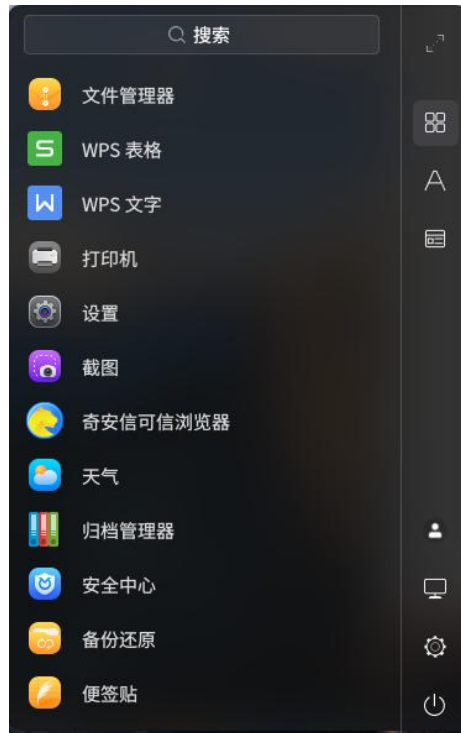 搜索
文件管理器
WPS 表格
WPS 文字
打印机
设置
截图
奇安信可信浏览器
天气
归档管理器
安全中心
备份还原
便签贴